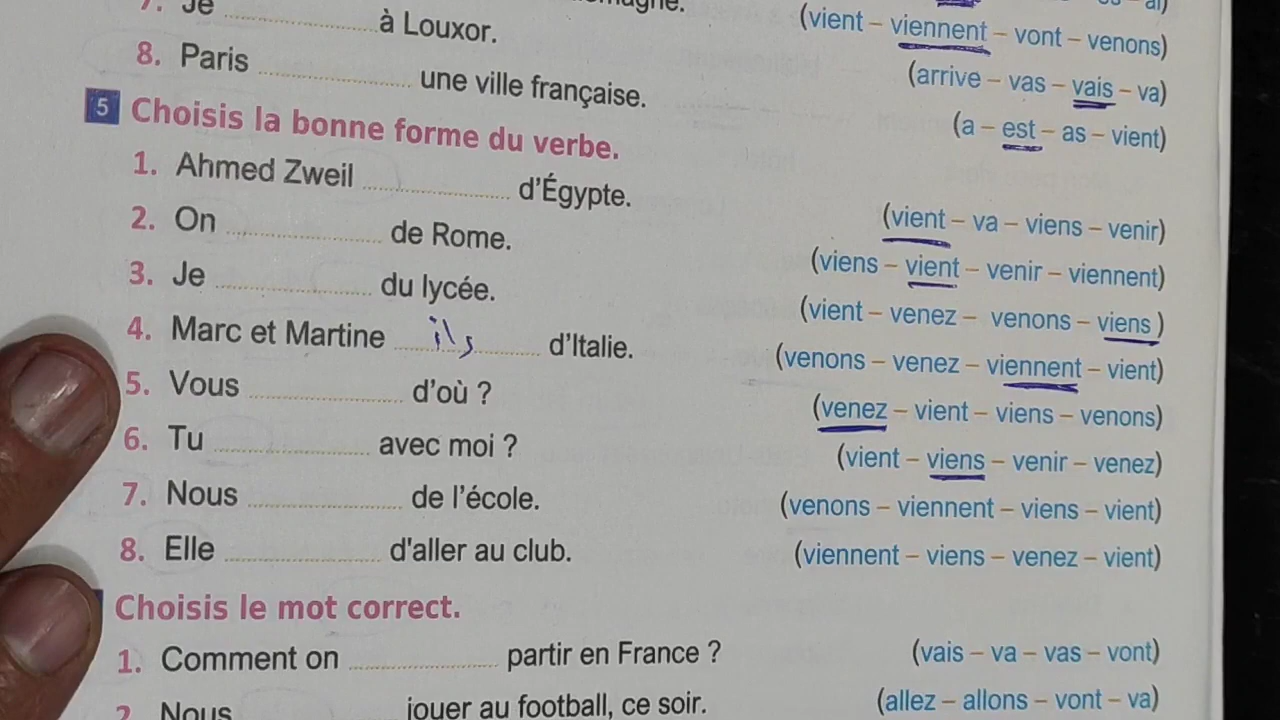 7. Je ............ à Louxor. (vient – viennent – vont – venons)
8. Paris ............ une ville française. (arrive – vas – vais – va)
(a – est – as – vient)
5 Choisis la bonne forme du verbe.
1. Ahmed Zweil ............ d'Égypte. (vient – va – viens – venir)
2. On ............ de Rome. (viens – vient – venir – viennent)
3. Je ............ du lycée. (vient – venez – venons – viens)
4. Marc et Martine ils d'Italie. (venons – venez – viennent – vient)
5. Vous ............ d'où ? (venez – vient – viens – venons)
6. Tu ............ avec moi ? (vient – viens – venir – venez)
7. Nous ............ de l'école. (venons – viennent – viens – vient)
8. Elle ............ d'aller au club. (viennent – viens – venez – vient)
Choisis le mot correct.
1. Comment on ............ partir en France ? (vais – va – vas – vont)
2. Nous ............ jouer au football, ce soir. (allez – allons – vont – va)